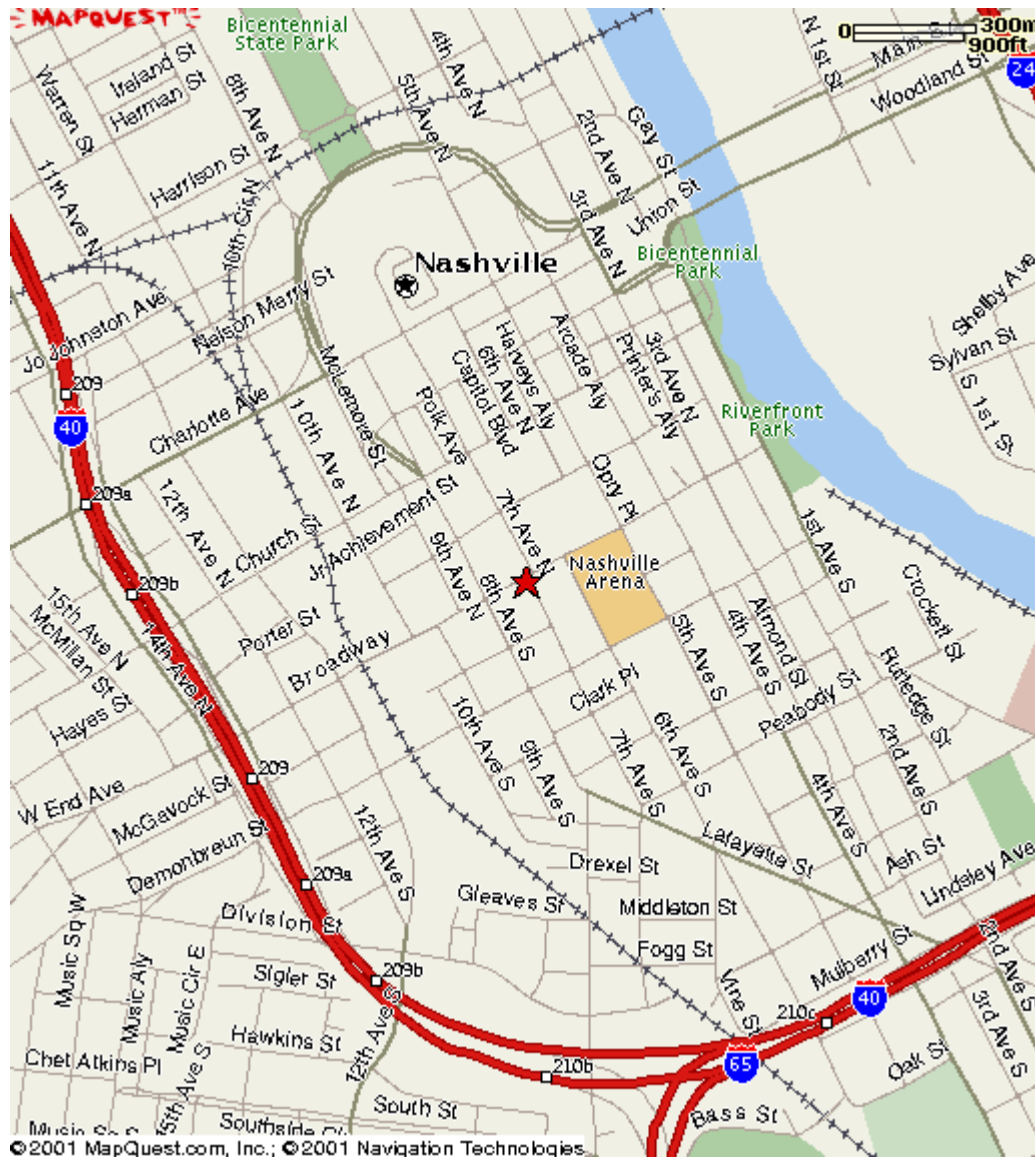 MAPQUEST
Bicentennial
State Park
4th Ave N
N 1st St
0
300m
900ft
Main St
24
Warren St
Ireland St
Herman St
8th Ave N
5th Ave N
Woodland St
Gay St
2nd Ave N
Harrison St
11th Ave N
10th Cir N
3rd Ave N
Union St
Nashville
Bicentennial
Park
Shelby Ave
Jo Johnston Ave
Nelson Merry St
Sylvan St
S 1st St
209
40
Charlotte Ave
McLemore St
Polk Ave
Capitol Blvd
6th Ave N
Harveys Aly
Arcade Aly
Printers Aly
3rd Ave N
Riverfront
Park
10th Ave N
209a
12th Ave N
Church St
Jr Achievement St
7th Ave N
Opry Pl
1st Ave S
Nashville
Arena
209b
9th Ave N
8th Ave S
15th Ave N
McMillan St
14th Ave N
Porter St
Broadway
Crockett St
Almond St
4th Ave S
5th Ave S
Rutledge St
Peabody St
Hayes St
Clark Pl
10th Ave S
9th Ave S
7th Ave S
6th Ave S
2nd Ave S
4th Ave S
209
W End Ave
McGavock St
Demonbreun St
12th Ave S
Lafayette St
Ash St
Lindsley Ave
Drexel St
209a
Gleaves St
Middleton St
Division St
Fogg St
Music Sq W
Music Aly
Music Cir E
Sigler St
209b
Mulberry St
2nd Ave S
Vine St
210c
40
3rd Ave S
Hawkins St
12th Ave S
Chet Atkins Pl
15th Ave S
65
Oak St
210b
South St
Bass St
Southside
©2001 MapQuest.com, Inc.; ©2001 Navigation Technologies